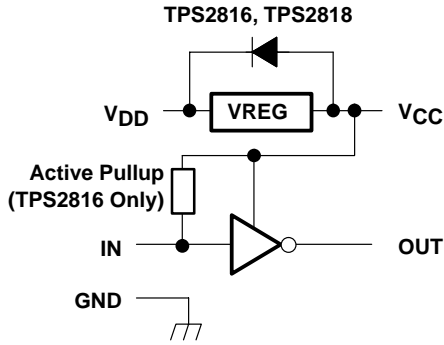 TPS2816, TPS2818
VDD
VREG
VCC
Active Pullup
(TPS2816 Only)
IN
OUT
GND